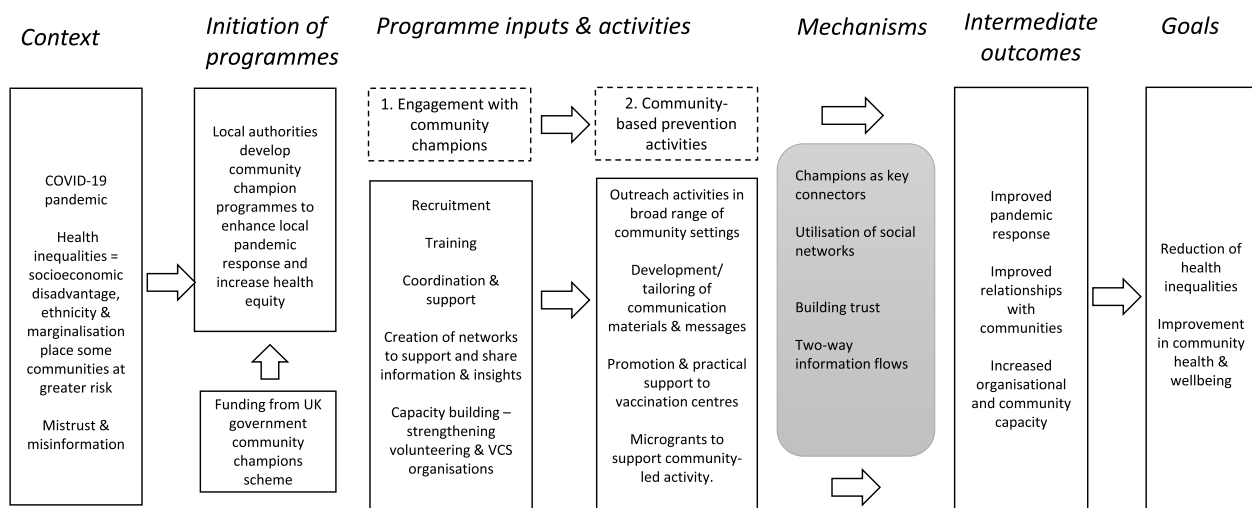 Context
Initiation of
programmes
Programme inputs & activities
Mechanisms
Intermediate
outcomes
Goals
COVID-19
pandemic
Health
inequalities =
socioeconomic
disadvantage,
ethnicity &
marginalisation
place some
communities at
greater risk
Mistrust &
misinformation
Local authorities
develop
community
champion
programmes to
enhance local
pandemic
response and
increase health
equity
Funding from UK
government
community
champions
scheme
1. Engagement with
community
champions
Recruitment
Training
Coordination &
support
Creation of networks
to support and share
information & insights
Capacity building –
strengthening
volunteering & VCS
organisations
2. Community-
based prevention
activities
Outreach activities in
broad range of
community settings
Development/
tailoring of
communication
materials & messages
Promotion & practical
support to
vaccination centres
Microgrants to
support community-
led activity.
Champions as key
connectors
Utilisation of social
networks
Building trust
Two-way
information flows
Improved
pandemic
response
Improved
relationships
with
communities
Increased
organisational
and community
capacity
Reduction of
health
inequalities
Improvement
in community
health &
wellbeing